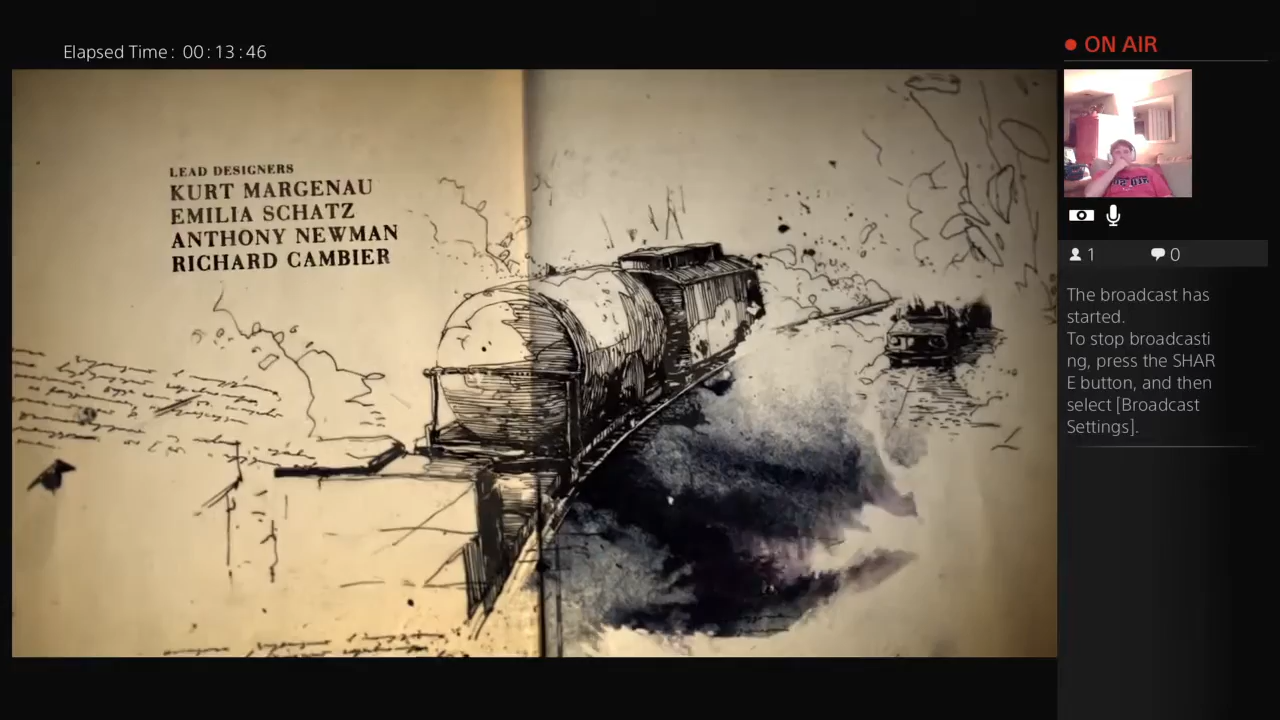 Elapsed Time: 00:13:46
ON AIR
LEAD DESIGNERS
KURT MARGENAU
EMILIA SCHATZ
ANTHONY NEWMAN
RICHARD CAMBIER
1
0
The broadcast has
started.
To stop broadcasti
ng, press the SHAR
E button, and then
select [Broadcast
Settings].